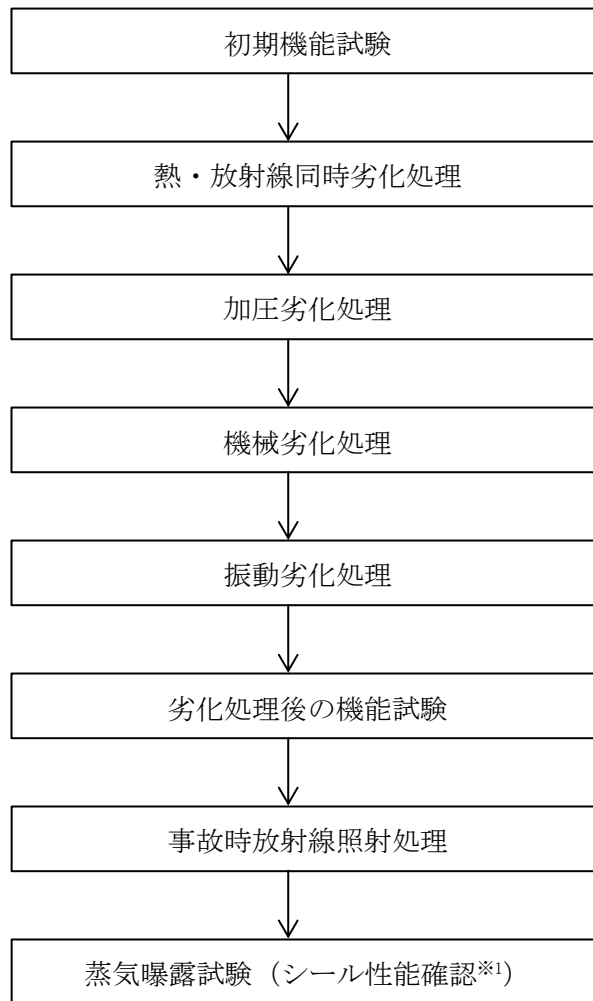 初期機能試験
熱・放射線同時劣化処理
加圧劣化処理
機械劣化処理
振動劣化処理
劣化処理後の機能試験
事故時放射線照射処理
蒸気曝露試験（シール性能確認※1）